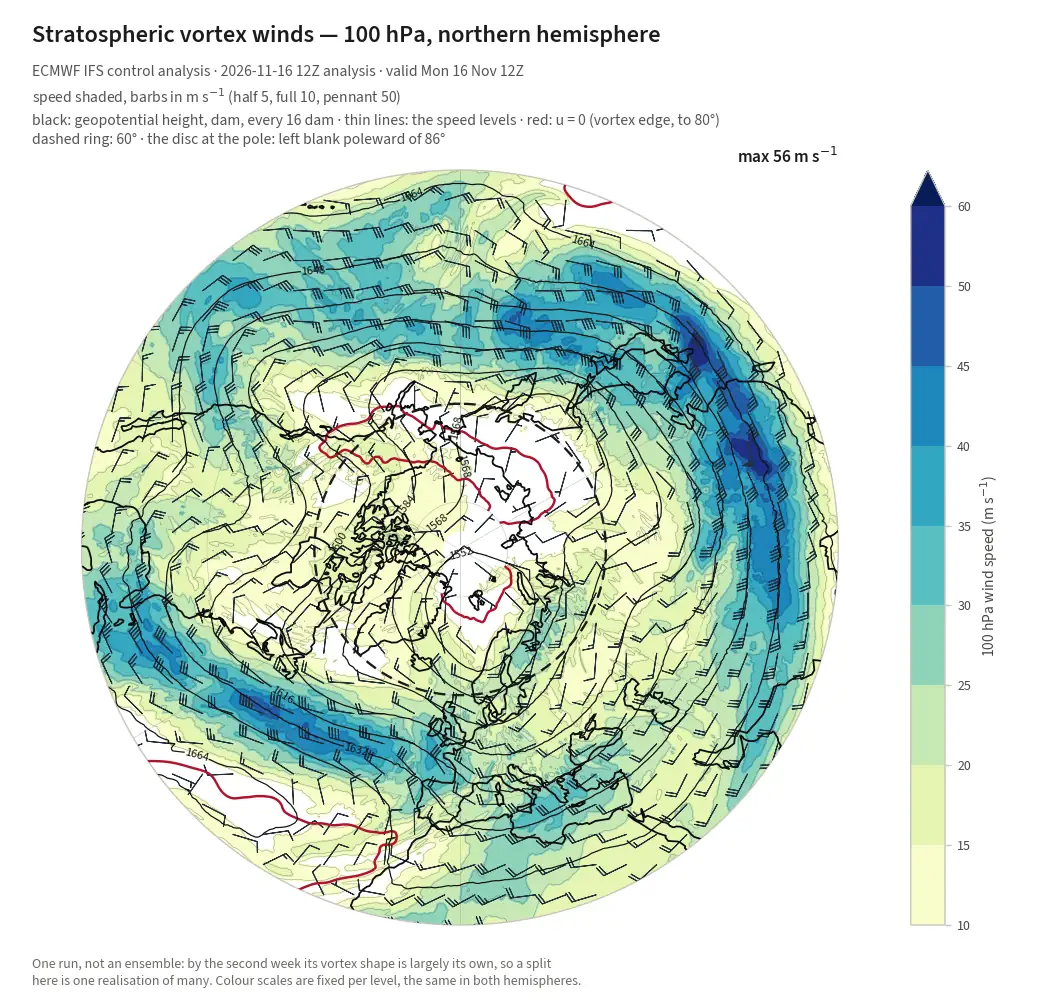 Stratospheric vortex winds — 100 hPa, northern hemisphere
ECMWF IFS control analysis · 2026-11-16 12Z analysis · valid Mon 16 Nov 12Z
speed shaded, barbs in m s⁻¹ (half 5, full 10, pennant 50)
black: geopotential height, dam, every 16 dam · thin lines: the speed levels · red: u = 0 (vortex edge, to 80°)
dashed ring: 60° · the disc at the pole: left blank poleward of 86°
max 56 m s⁻¹
1664
1664
1648
1568
1568
1584
1568
1600
1552
1616
1632
1664
60
50
45
40
35
30
25
20
15
10
100 hPa wind speed (m s⁻¹)
One run, not an ensemble: by the second week its vortex shape is largely its own, so a split
here is one realisation of many. Colour scales are fixed per level, the same in both hemispheres.